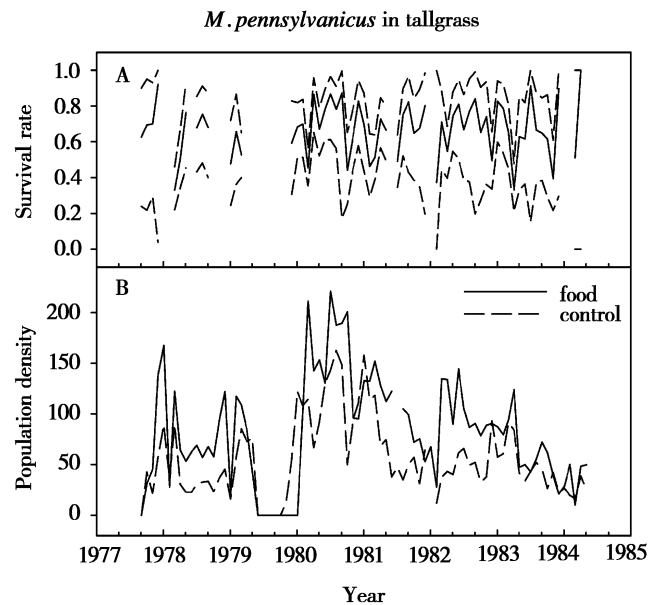 M. pennsylvanicus in tallgrass
A
1.0
0.8
0.6
0.4
0.2
0.0
Survival rate
B
food
control
200
150
100
50
0
Population density
1977 1978 1979 1980 1981 1982 1983 1984 1985
Year